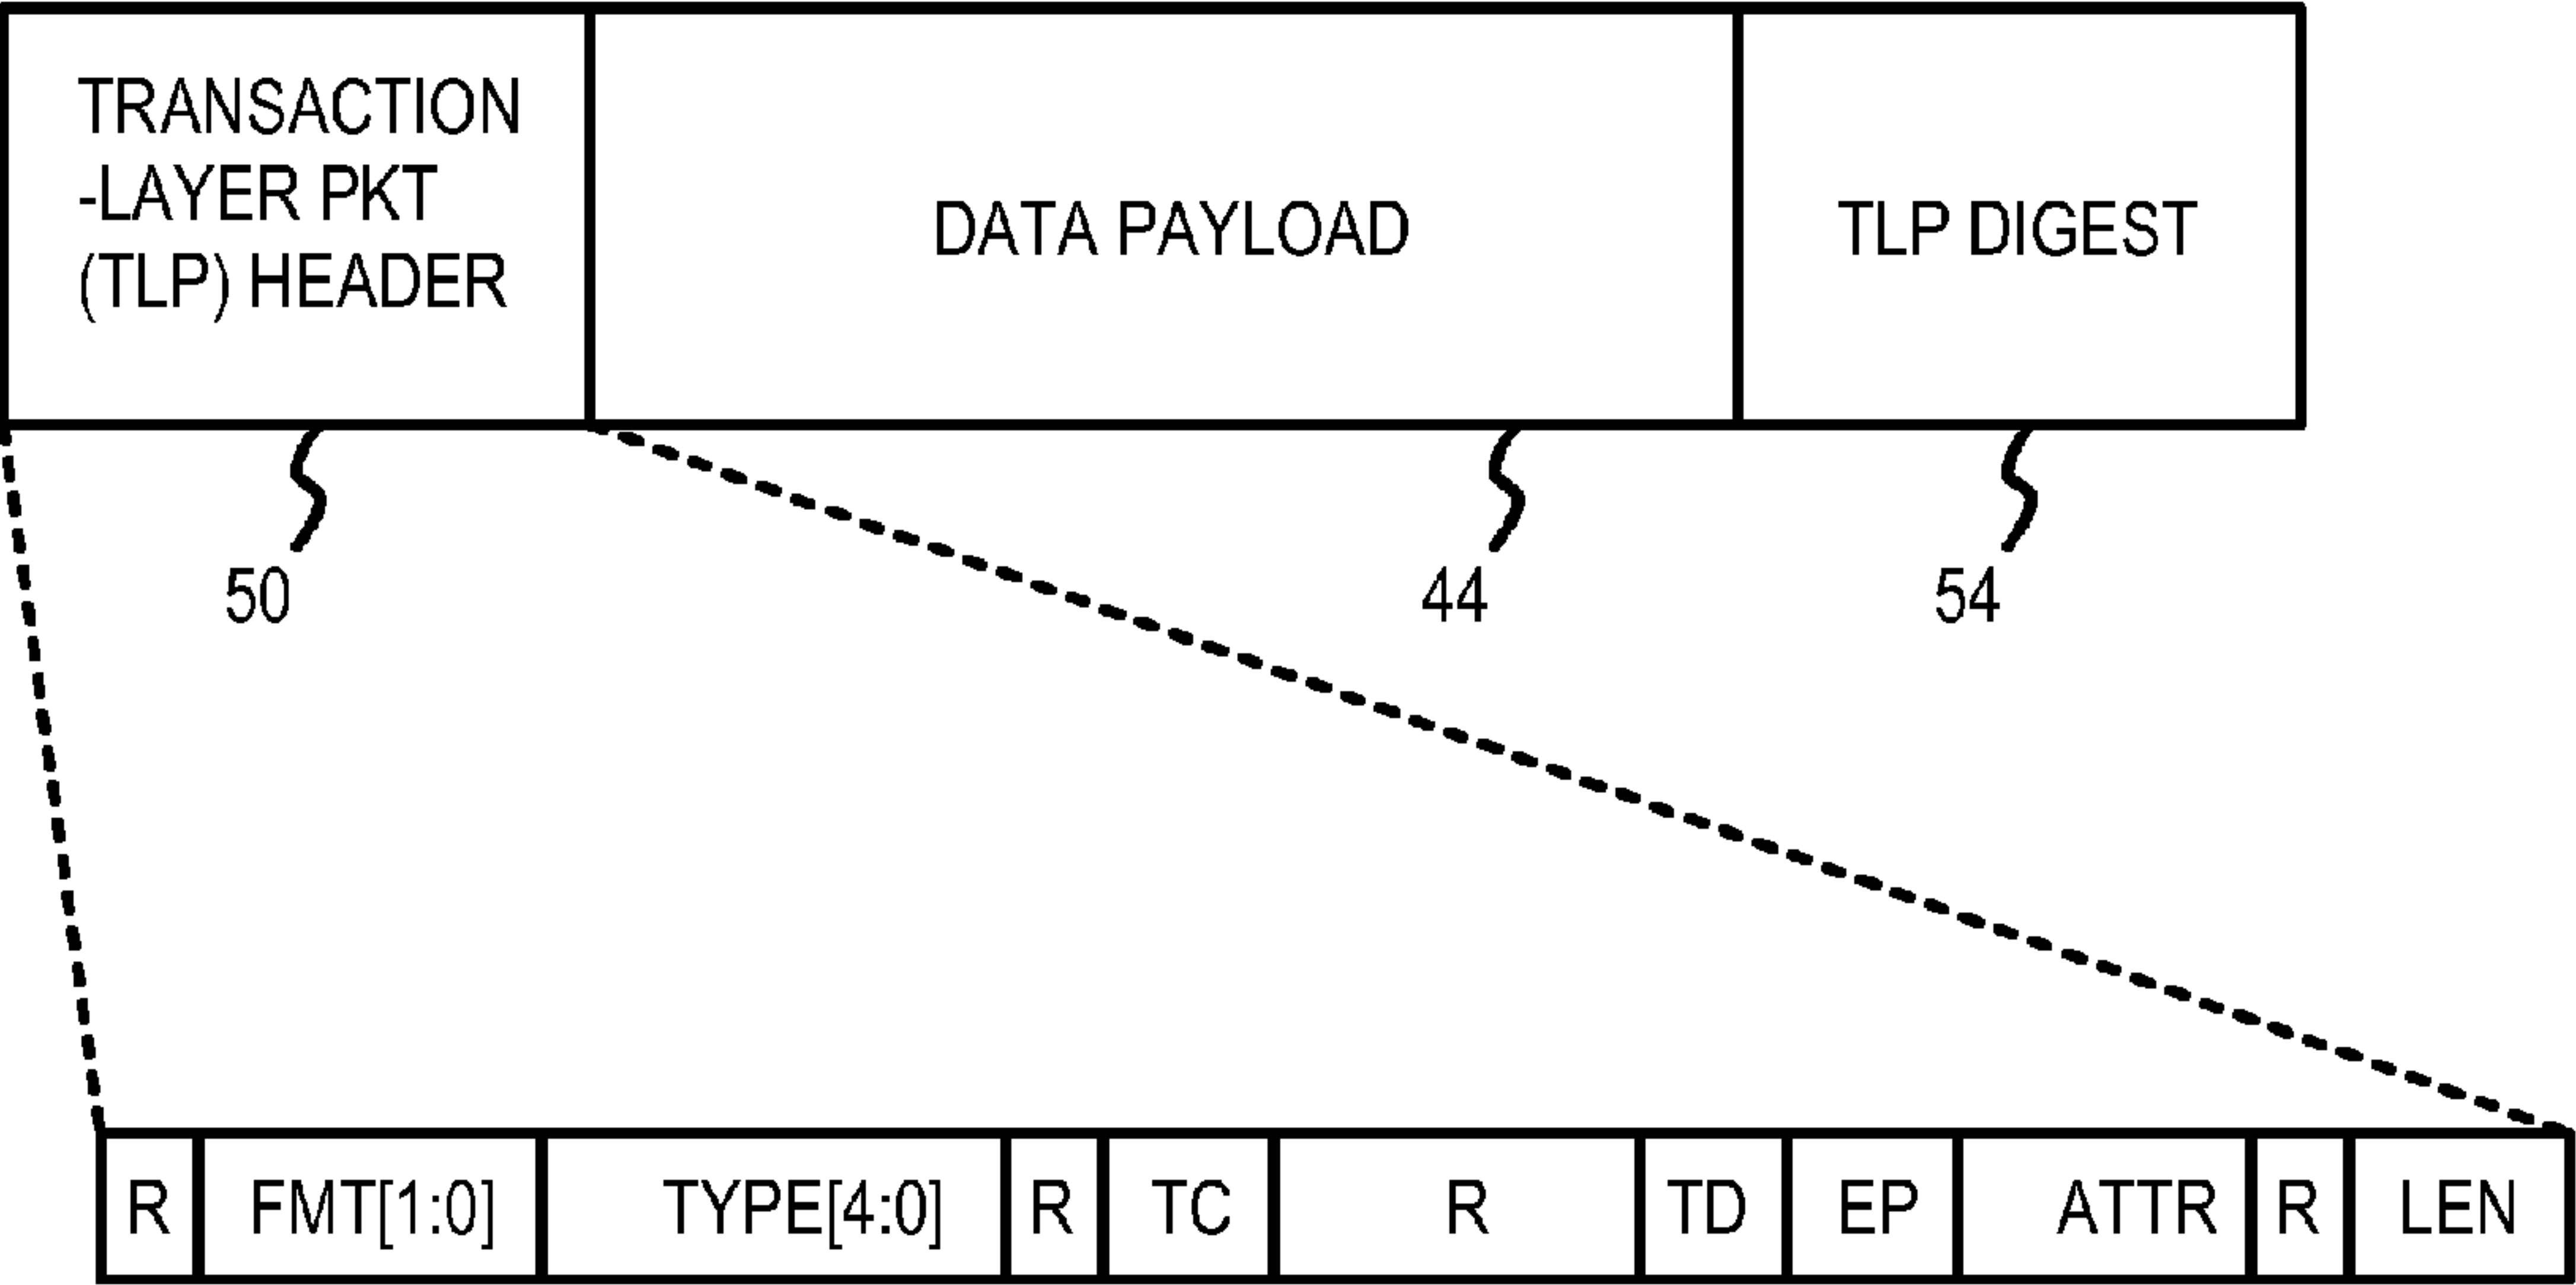 TRANSACTION
-LAYER PKT
(TLP) HEADER
DATA PAYLOAD
TLP DIGEST
50
44
54
R FMT[1:0] TYPE[4:0] R TC R TD EP ATTR R LEN